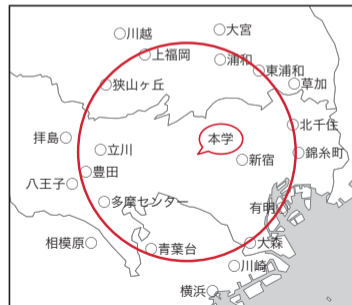 川越
大宮
上福岡
浦和
東浦和
狭山ヶ丘
草加
北千住
拝島
本学
立川
錦糸町
新宿
豊田
八王子
多摩センター
有明
相模原
青葉台
大森
川崎
横浜